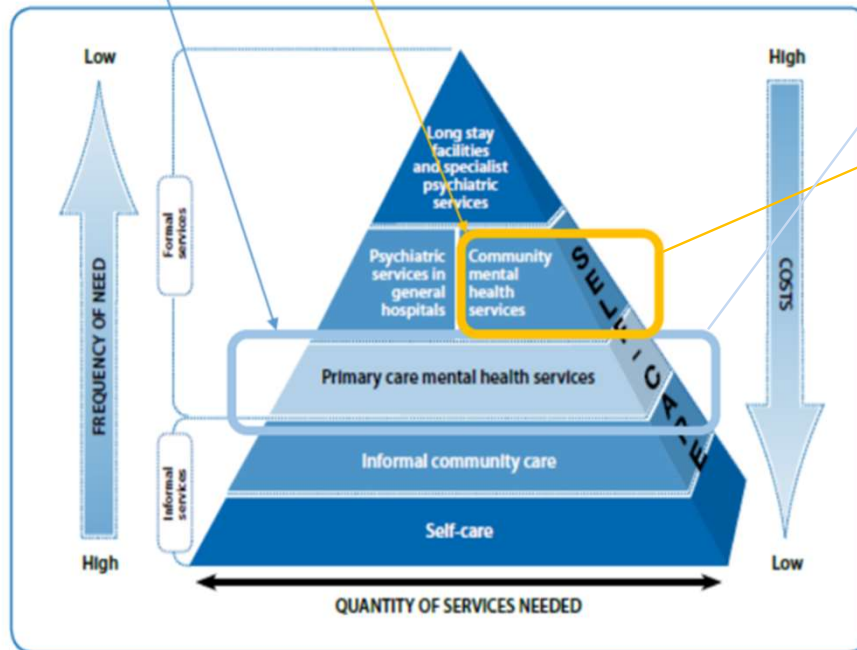 Low
High
Long stay
facilities
and specialist
psychiatric
services
Formal
services
Psychiatric
services in
general
hospitals
Community
mental
health
services
SELF-CARE
FREQUENCY OF NEED
COSTS
Primary care mental health services
Informal
services
Informal community care
Self-care
High
Low
QUANTITY OF SERVICES NEEDED